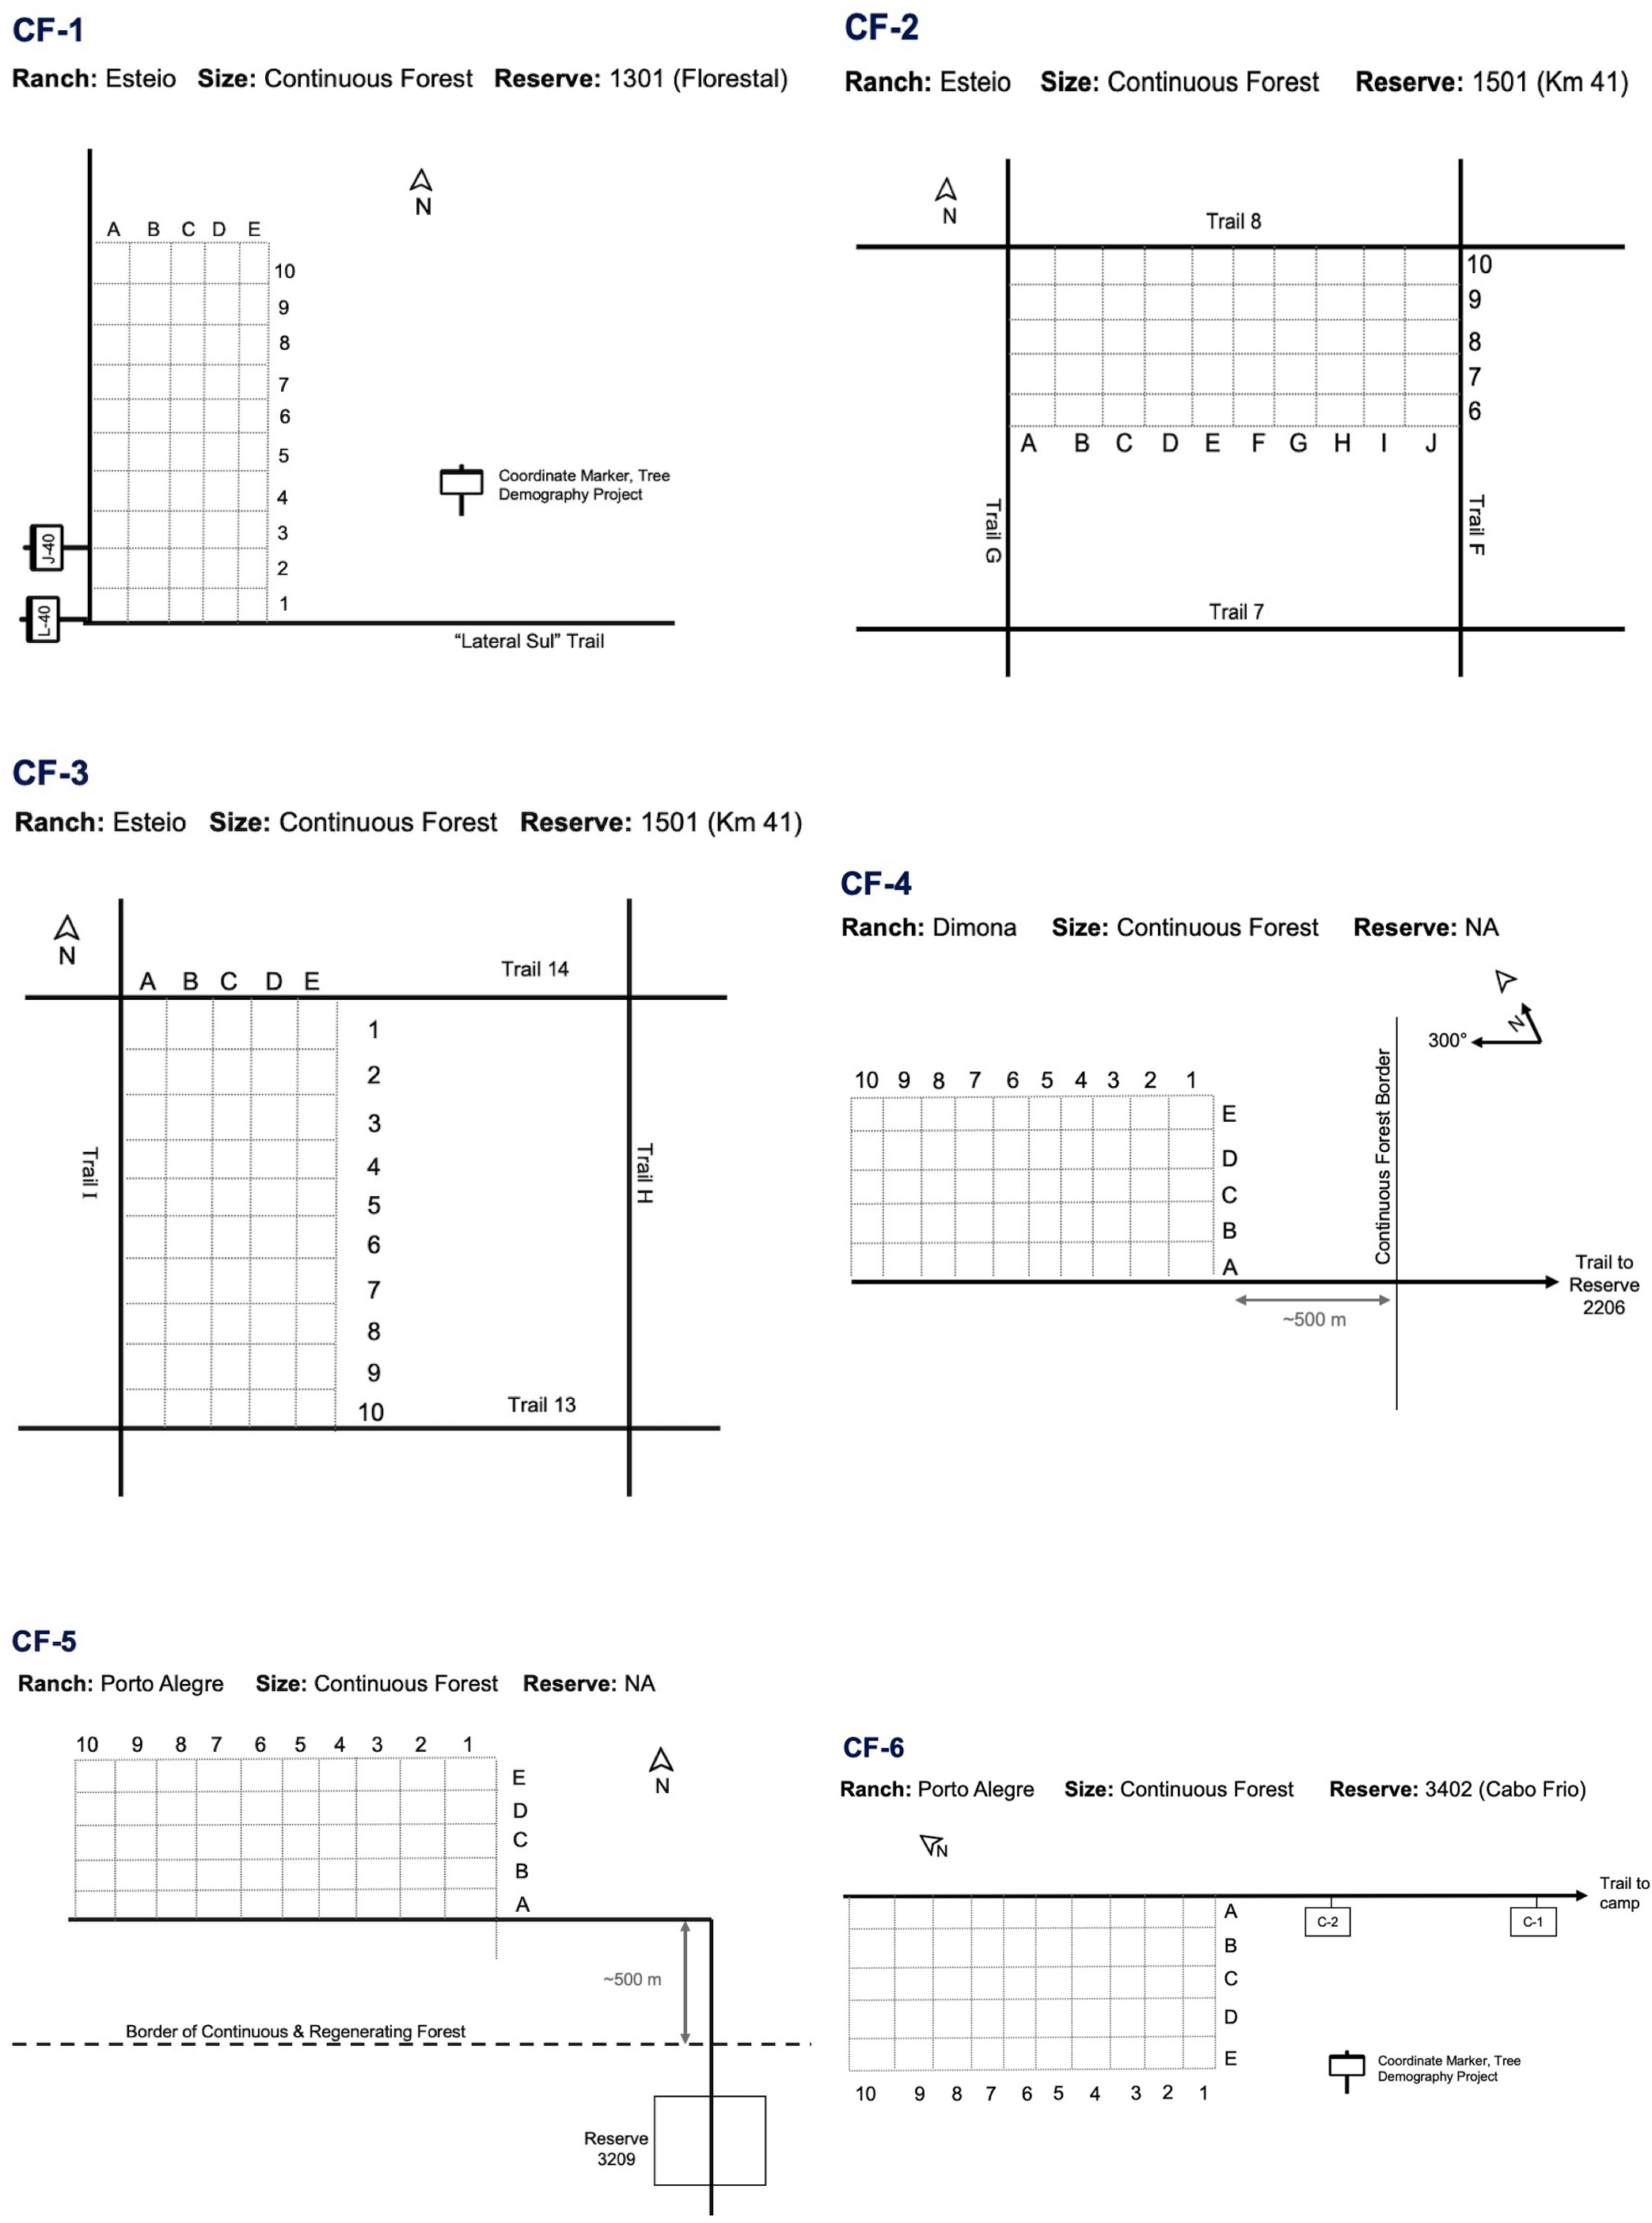 CF-1
Ranch: Esteio Size: Continuous Forest Reserve: 1301 (Florestal)
N
A B C D E
10
9
8
7
6
5
4
3
2
1
Coordinate Marker, Tree
Demography Project
J-40
L-40
“Lateral Sul” Trail
CF-2
Ranch: Esteio Size: Continuous Forest Reserve: 1501 (Km 41)
N
Trail 8
10
9
8
7
6
A B C D E F G H I J
Trail G
Trail F
Trail 7
CF-3
Ranch: Esteio Size: Continuous Forest Reserve: 1501 (Km 41)
N
A B C D E
Trail 14
1
2
3
4
5
6
7
8
9
10
Trail I
Trail H
Trail 13
CF-4
Ranch: Dimona Size: Continuous Forest Reserve: NA
N
300°
10 9 8 7 6 5 4 3 2 1
E
D
C
B
A
Continuous Forest Border
~500 m
Trail to
Reserve
2206
CF-5
Ranch: Porto Alegre Size: Continuous Forest Reserve: NA
10 9 8 7 6 5 4 3 2 1
N
E
D
C
B
A
~500 m
Border of Continuous & Regenerating Forest
Reserve
3209
CF-6
Ranch: Porto Alegre Size: Continuous Forest Reserve: 3402 (Cabo Frio)
N
Trail to
camp
C-2
C-1
A
B
C
D
E
10 9 8 7 6 5 4 3 2 1
Coordinate Marker, Tree
Demography Project